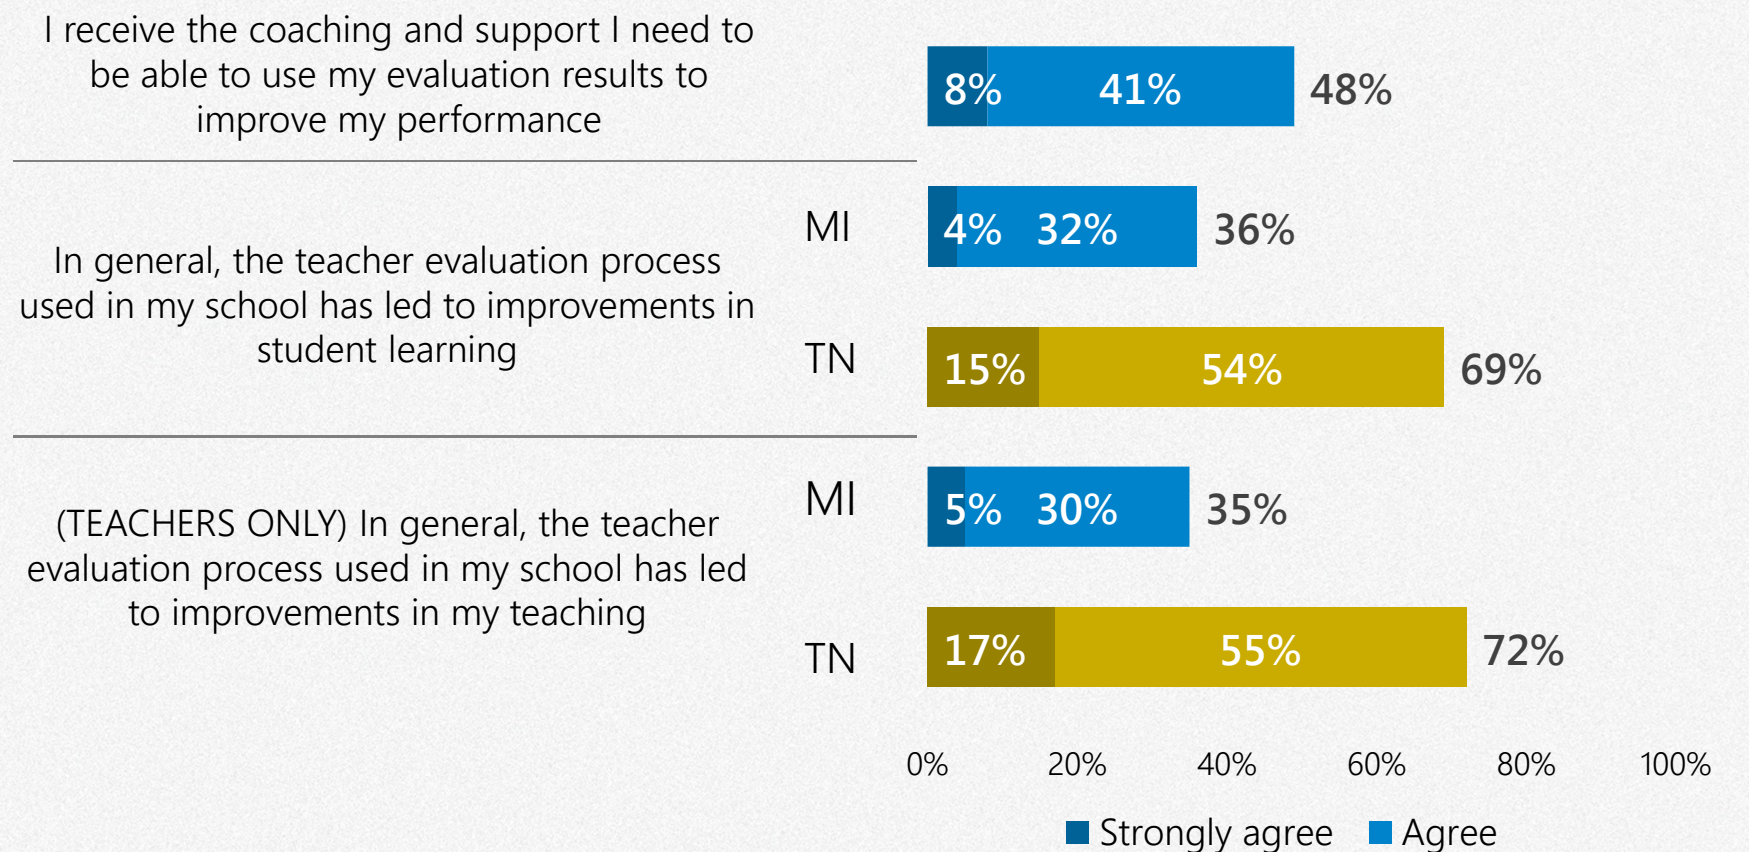 I receive the coaching and support I need to
be able to use my evaluation results to
improve my performance
8% 41% 48%
In general, the teacher evaluation process
used in my school has led to improvements in
student learning
MI
4% 32% 36%
TN
15% 54% 69%
(TEACHERS ONLY) In general, the teacher
evaluation process used in my school has led
to improvements in my teaching
MI
5% 30% 35%
TN
17% 55% 72%
0% 20% 40% 60% 80% 100%
Strongly agree Agree